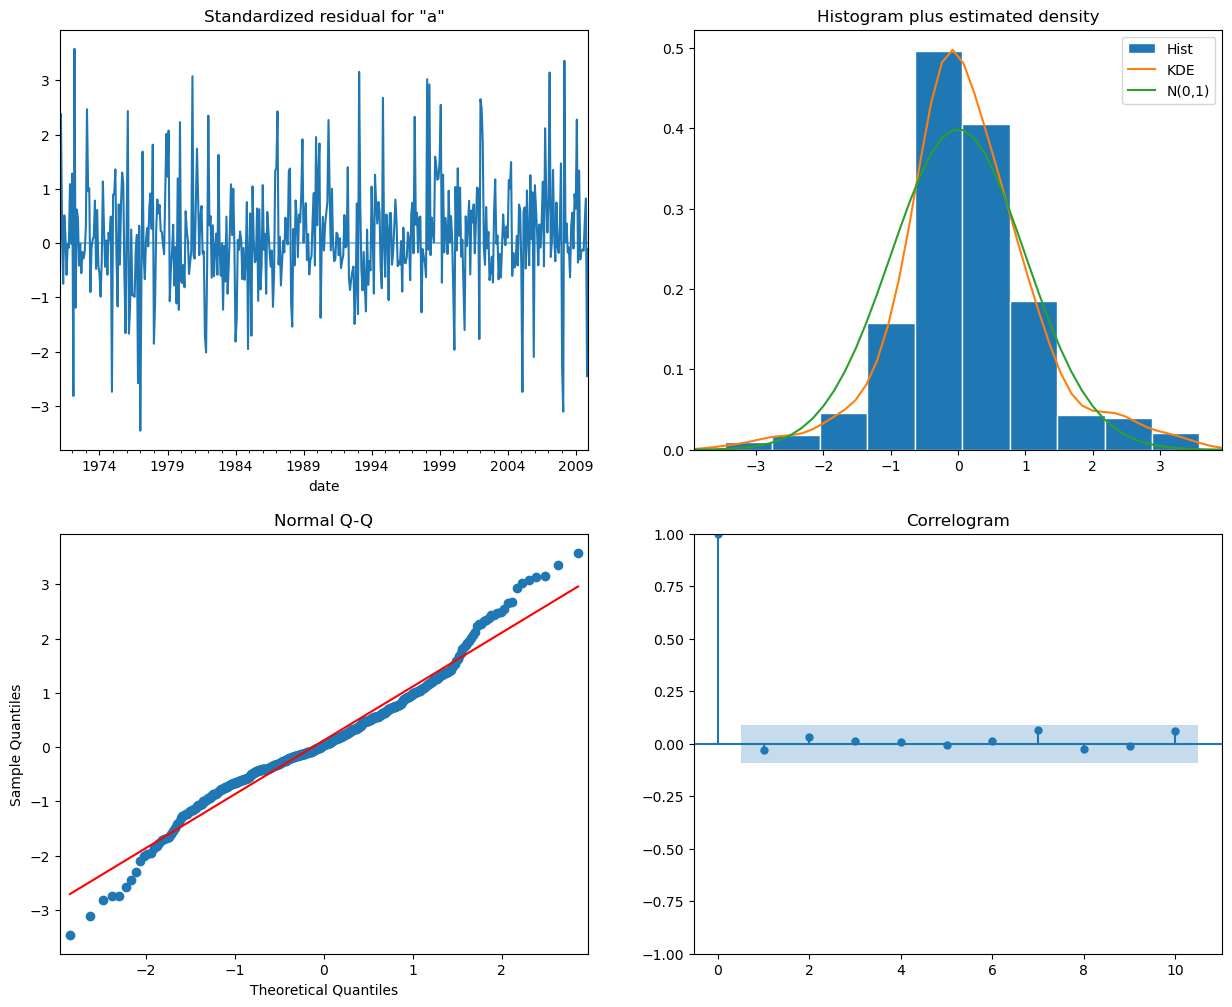 Standardized residual for "a"
3
2
1
0
−1
−2
−3
1974 1979 1984 1989 1994 1999 2004 2009
date
Histogram plus estimated density
Hist
KDE
N(0,1)
0.5
0.4
0.3
0.2
0.1
0.0
−3 −2 −1 0 1 2 3
Normal Q-Q
Sample Quantiles
3
2
1
0
−1
−2
−3
−2 −1 0 1 2
Theoretical Quantiles
Correlogram
1.00
0.75
0.50
0.25
0.00
−0.25
−0.50
−0.75
−1.00
0 2 4 6 8 10